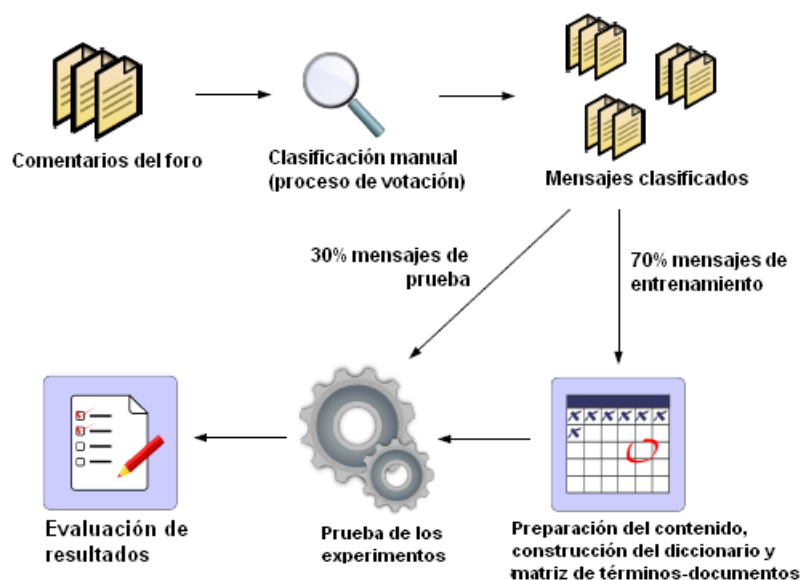 Comentarios del foro
Clasificación manual
(proceso de votación)
Mensajes clasificados
30% mensajes de
prueba
70% mensajes de
entrenamiento
Evaluación de
resultados
Prueba de los
experimentos
Preparación del contenido,
construcción del diccionario y
matriz de términos-documentos